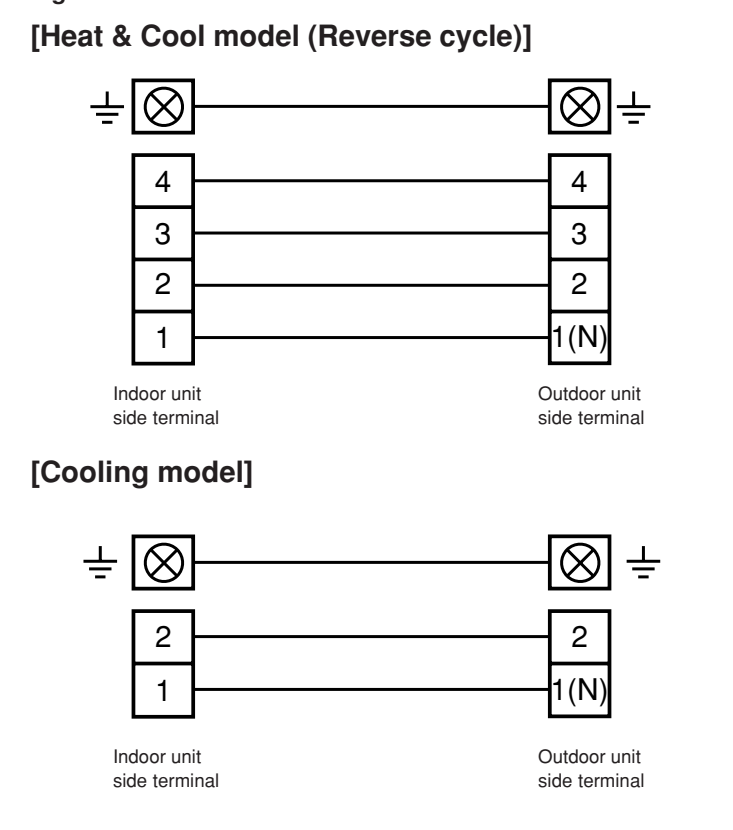 [Heat & Cool model (Reverse cycle)]
4 4
3 3
2 2
1 1(N)
Indoor unit Outdoor unit
side terminal side terminal
[Cooling model]
2 2
1 1(N)
Indoor unit Outdoor unit
side terminal side terminal